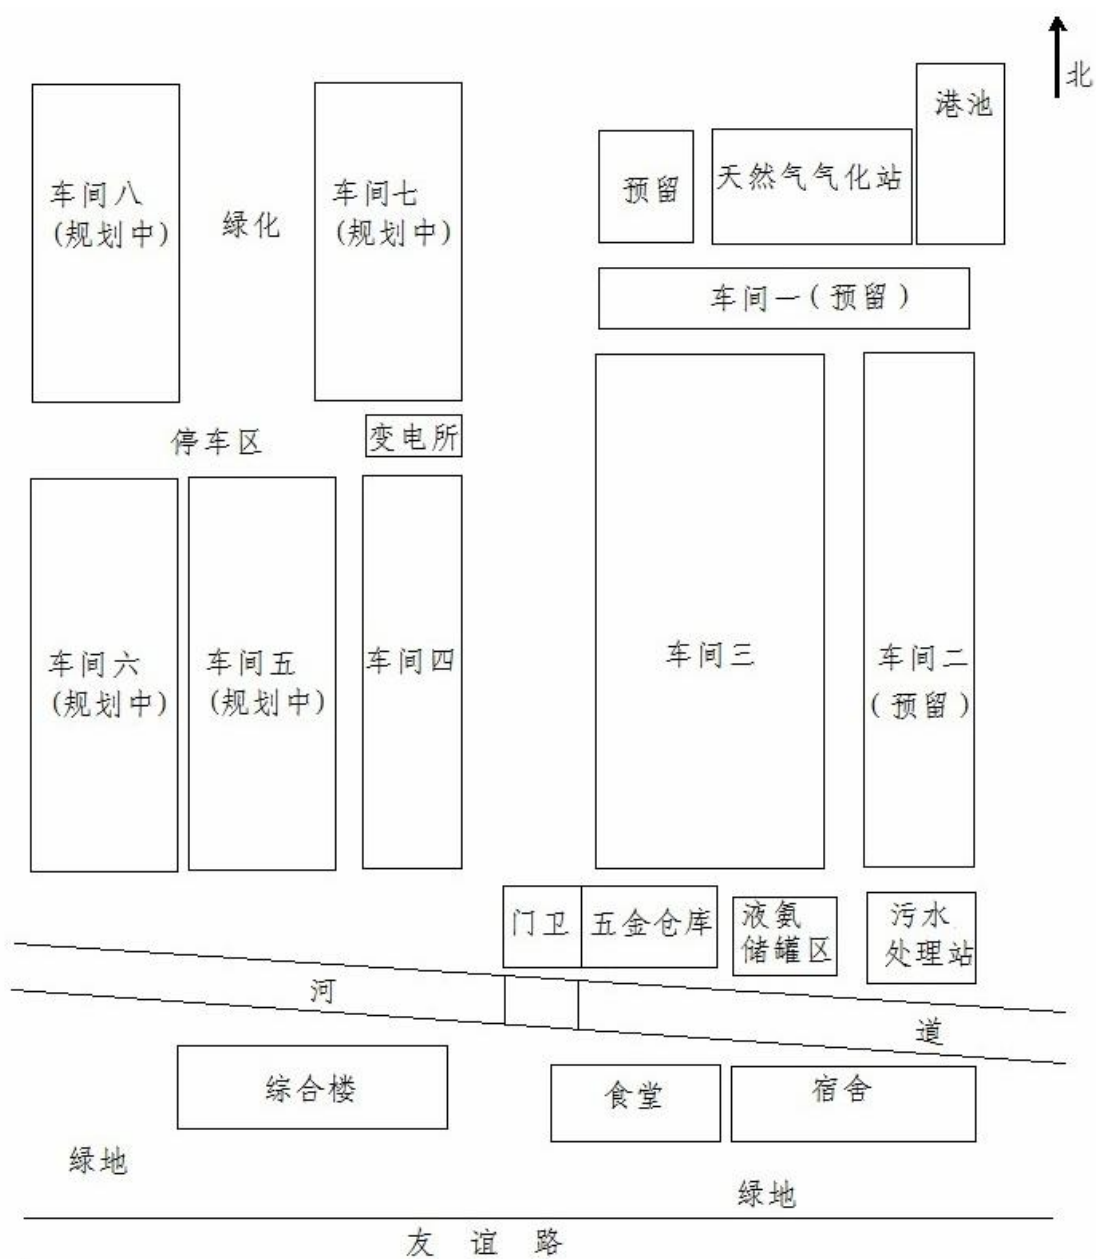 北
港池
预留
天然气气化站
车间八
(规划中)
绿化
车间七
(规划中)
车间一(预留)
停车区
变电所
车间六
(规划中)
车间五
(规划中)
车间四
车间三
车间二
(预留)
门卫
五金仓库
液氨
储罐区
污水
处理站
河
道
综合楼
食堂
宿舍
绿地
绿地
友谊路